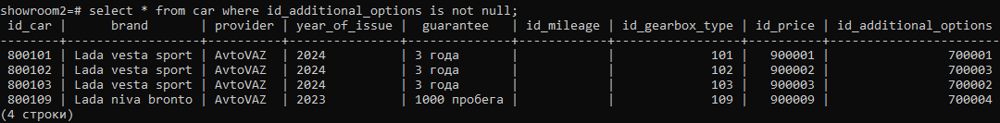 showroom2=# select * from car where id_additional_options is not null;
 id_car |      brand       | provider | year_of_issue |  guarantee   | id_mileage | id_gearbox_type | id_price | id_additional_options
--------+------------------+----------+---------------+--------------+------------+-----------------+----------+-----------------------
 800101 | Lada vesta sport | AvtoVAZ  | 2024          | 3 года       |            |             101 |   900001 |                700001
 800102 | Lada vesta sport | AvtoVAZ  | 2024          | 3 года       |            |             102 |   900002 |                700003
 800103 | Lada vesta sport | AvtoVAZ  | 2024          | 3 года       |            |             103 |   900003 |                700002
 800109 | Lada niva bronto | AvtoVAZ  | 2023          | 1000 пробега |            |             109 |   900009 |                700004
(4 строки)